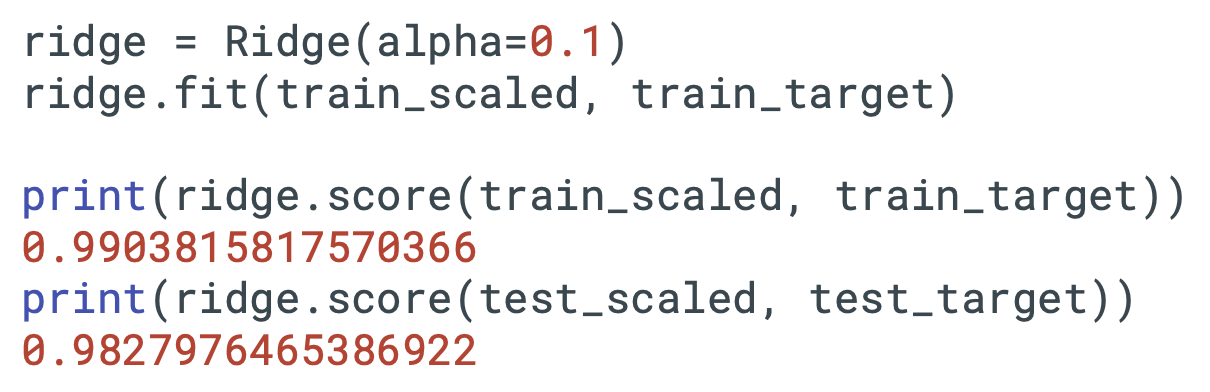 ridge = Ridge(alpha=0.1)
ridge.fit(train_scaled, train_target)
print(ridge.score(train_scaled, train_target))
0.9903815817570366
print(ridge.score(test_scaled, test_target))
0.9827976465386922